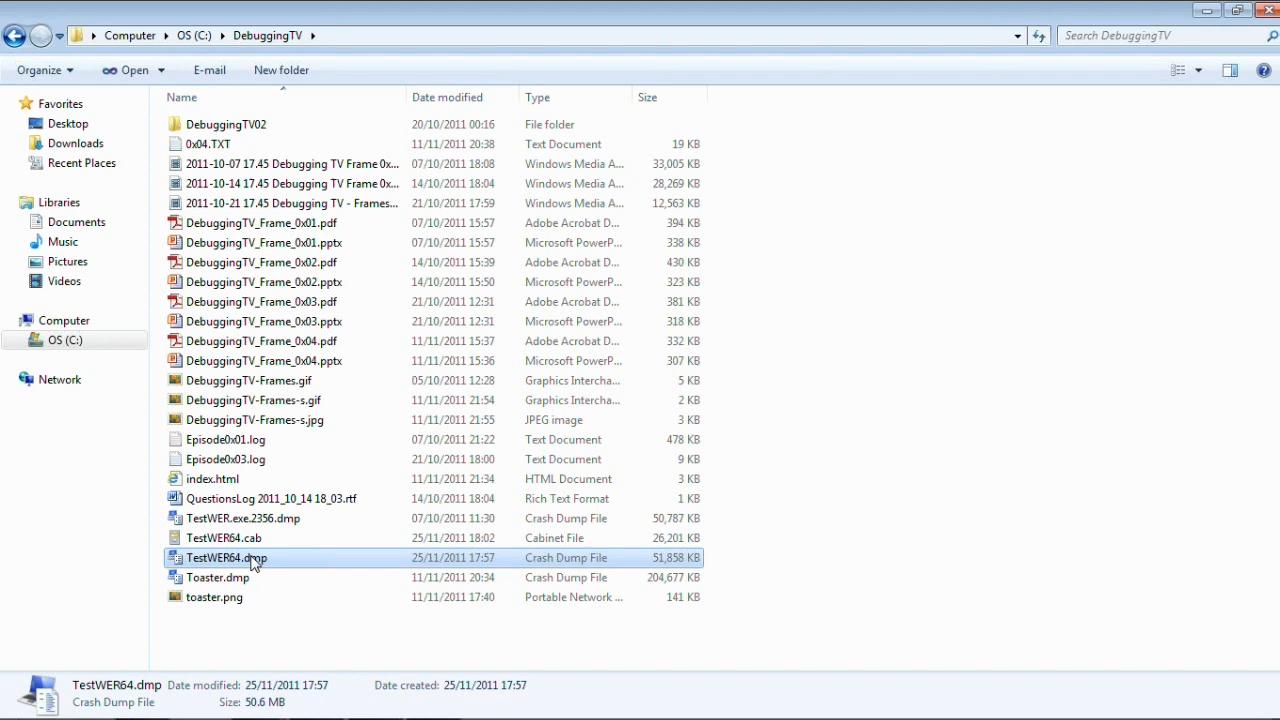 Computer OS (C:) DebuggingTV Search DebuggingTV
Organize Open E-mail New folder
Favorites
Desktop
Downloads
Recent Places
Libraries
Documents
Music
Pictures
Videos
Computer
OS (C:)
Network
Name Date modified Type Size
DebuggingTV02 20/10/2011 00:16 File folder
0x04.TXT 11/11/2011 20:38 Text Document 19 KB
2011-10-07 17.45 Debugging TV Frame 0x... 07/10/2011 18:08 Windows Media A... 33,005 KB
2011-10-14 17.45 Debugging TV Frame 0x... 14/10/2011 18:04 Windows Media A... 28,269 KB
2011-10-21 17.45 Debugging TV - Frames... 21/10/2011 17:59 Windows Media A... 12,563 KB
DebuggingTV_Frame_0x01.pdf 07/10/2011 15:57 Adobe Acrobat D... 394 KB
DebuggingTV_Frame_0x01.pptx 07/10/2011 15:57 Microsoft PowerP... 338 KB
DebuggingTV_Frame_0x02.pdf 14/10/2011 15:39 Adobe Acrobat D... 430 KB
DebuggingTV_Frame_0x02.pptx 14/10/2011 15:50 Microsoft PowerP... 323 KB
DebuggingTV_Frame_0x03.pdf 21/10/2011 12:31 Adobe Acrobat D... 381 KB
DebuggingTV_Frame_0x03.pptx 21/10/2011 12:31 Microsoft PowerP... 318 KB
DebuggingTV_Frame_0x04.pdf 11/11/2011 15:37 Adobe Acrobat D... 332 KB
DebuggingTV_Frame_0x04.pptx 11/11/2011 15:36 Microsoft PowerP... 307 KB
DebuggingTV-Frames.gif 05/10/2011 12:28 Graphics Intercha... 5 KB
DebuggingTV-Frames-s.gif 11/11/2011 21:54 Graphics Intercha... 2 KB
DebuggingTV-Frames-s.jpg 11/11/2011 21:55 JPEG image 3 KB
Episode0x01.log 07/10/2011 21:22 Text Document 478 KB
Episode0x03.log 21/10/2011 18:00 Text Document 9 KB
index.html 11/11/2011 21:34 HTML Document 3 KB
QuestionsLog 2011_10_14 18_03.rtf 14/10/2011 18:04 Rich Text Format 1 KB
TestWER.exe.2356.dmp 07/10/2011 11:30 Crash Dump File 50,787 KB
TestWER64.cab 25/11/2011 18:02 Cabinet File 26,201 KB
TestWER64.dmp 25/11/2011 17:57 Crash Dump File 51,858 KB
Toaster.dmp 11/11/2011 20:34 Crash Dump File 204,677 KB
toaster.png 11/11/2011 17:40 Portable Network ... 141 KB
TestWER64.dmp Date modified: 25/11/2011 17:57 Date created: 25/11/2011 17:57
Crash Dump File Size: 50.6 MB